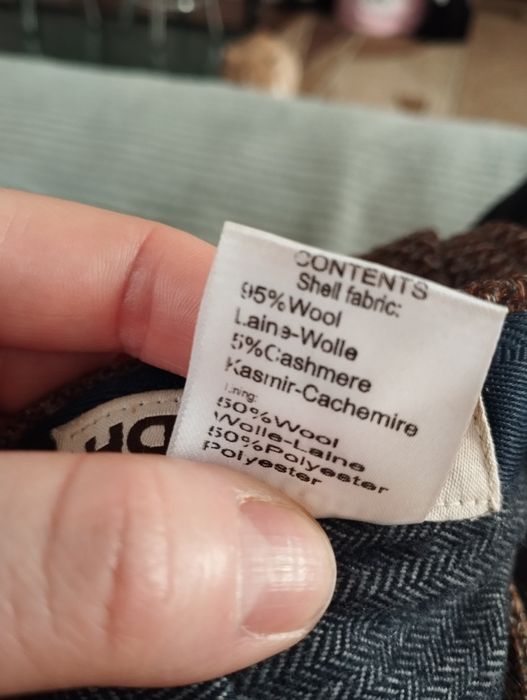 CONTENTS
Shell fabric:
95%Wool
Laine-Wolle
5%Cashmere
Kasmir-Cachemire
Lining:
50%Wool
Wolle-Laine
50%Polyester
Polyester